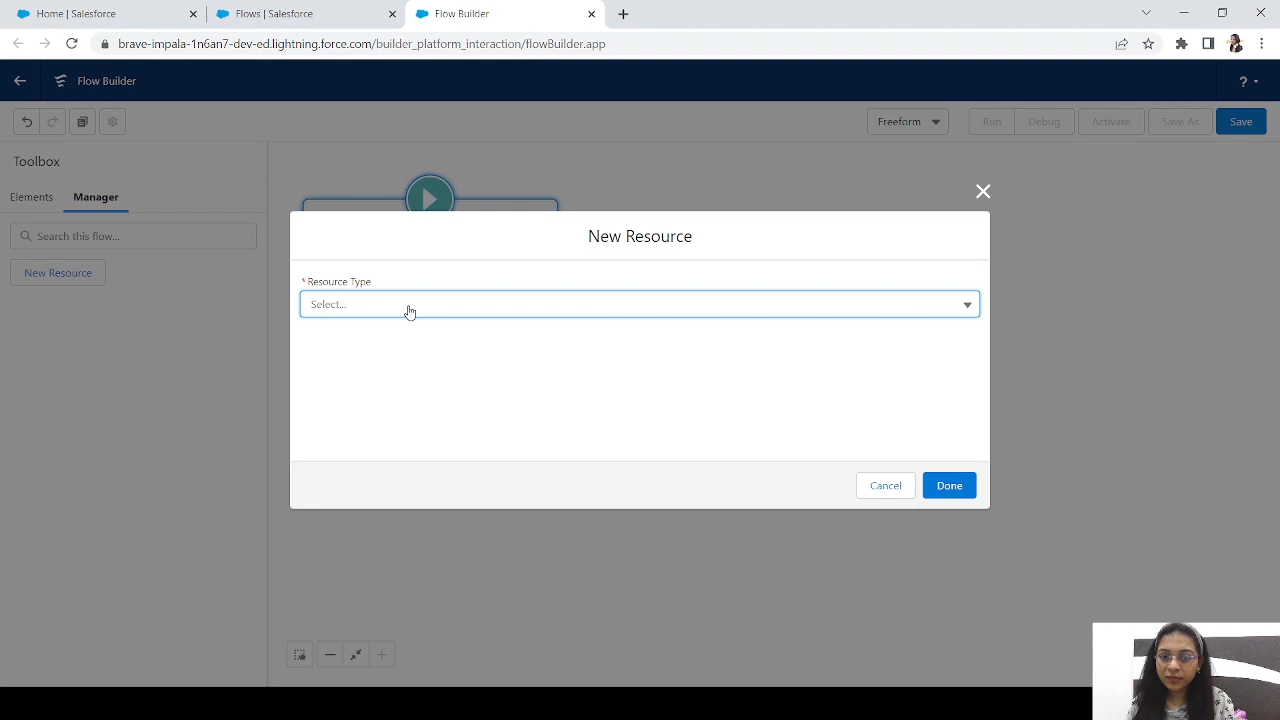 Home | Salesforce
Flows | Salesforce
Flow Builder
brave-impala-1n6an7-dev-ed.lightning.force.com/builder_platform_interaction/flowBuilder.app
Flow Builder
?
Freeform
Run
Debug
Activate
Save As
Save
Toolbox
Elements
Manager
Search this flow...
New Resource
New Resource
* Resource Type
Select...
Cancel
Done